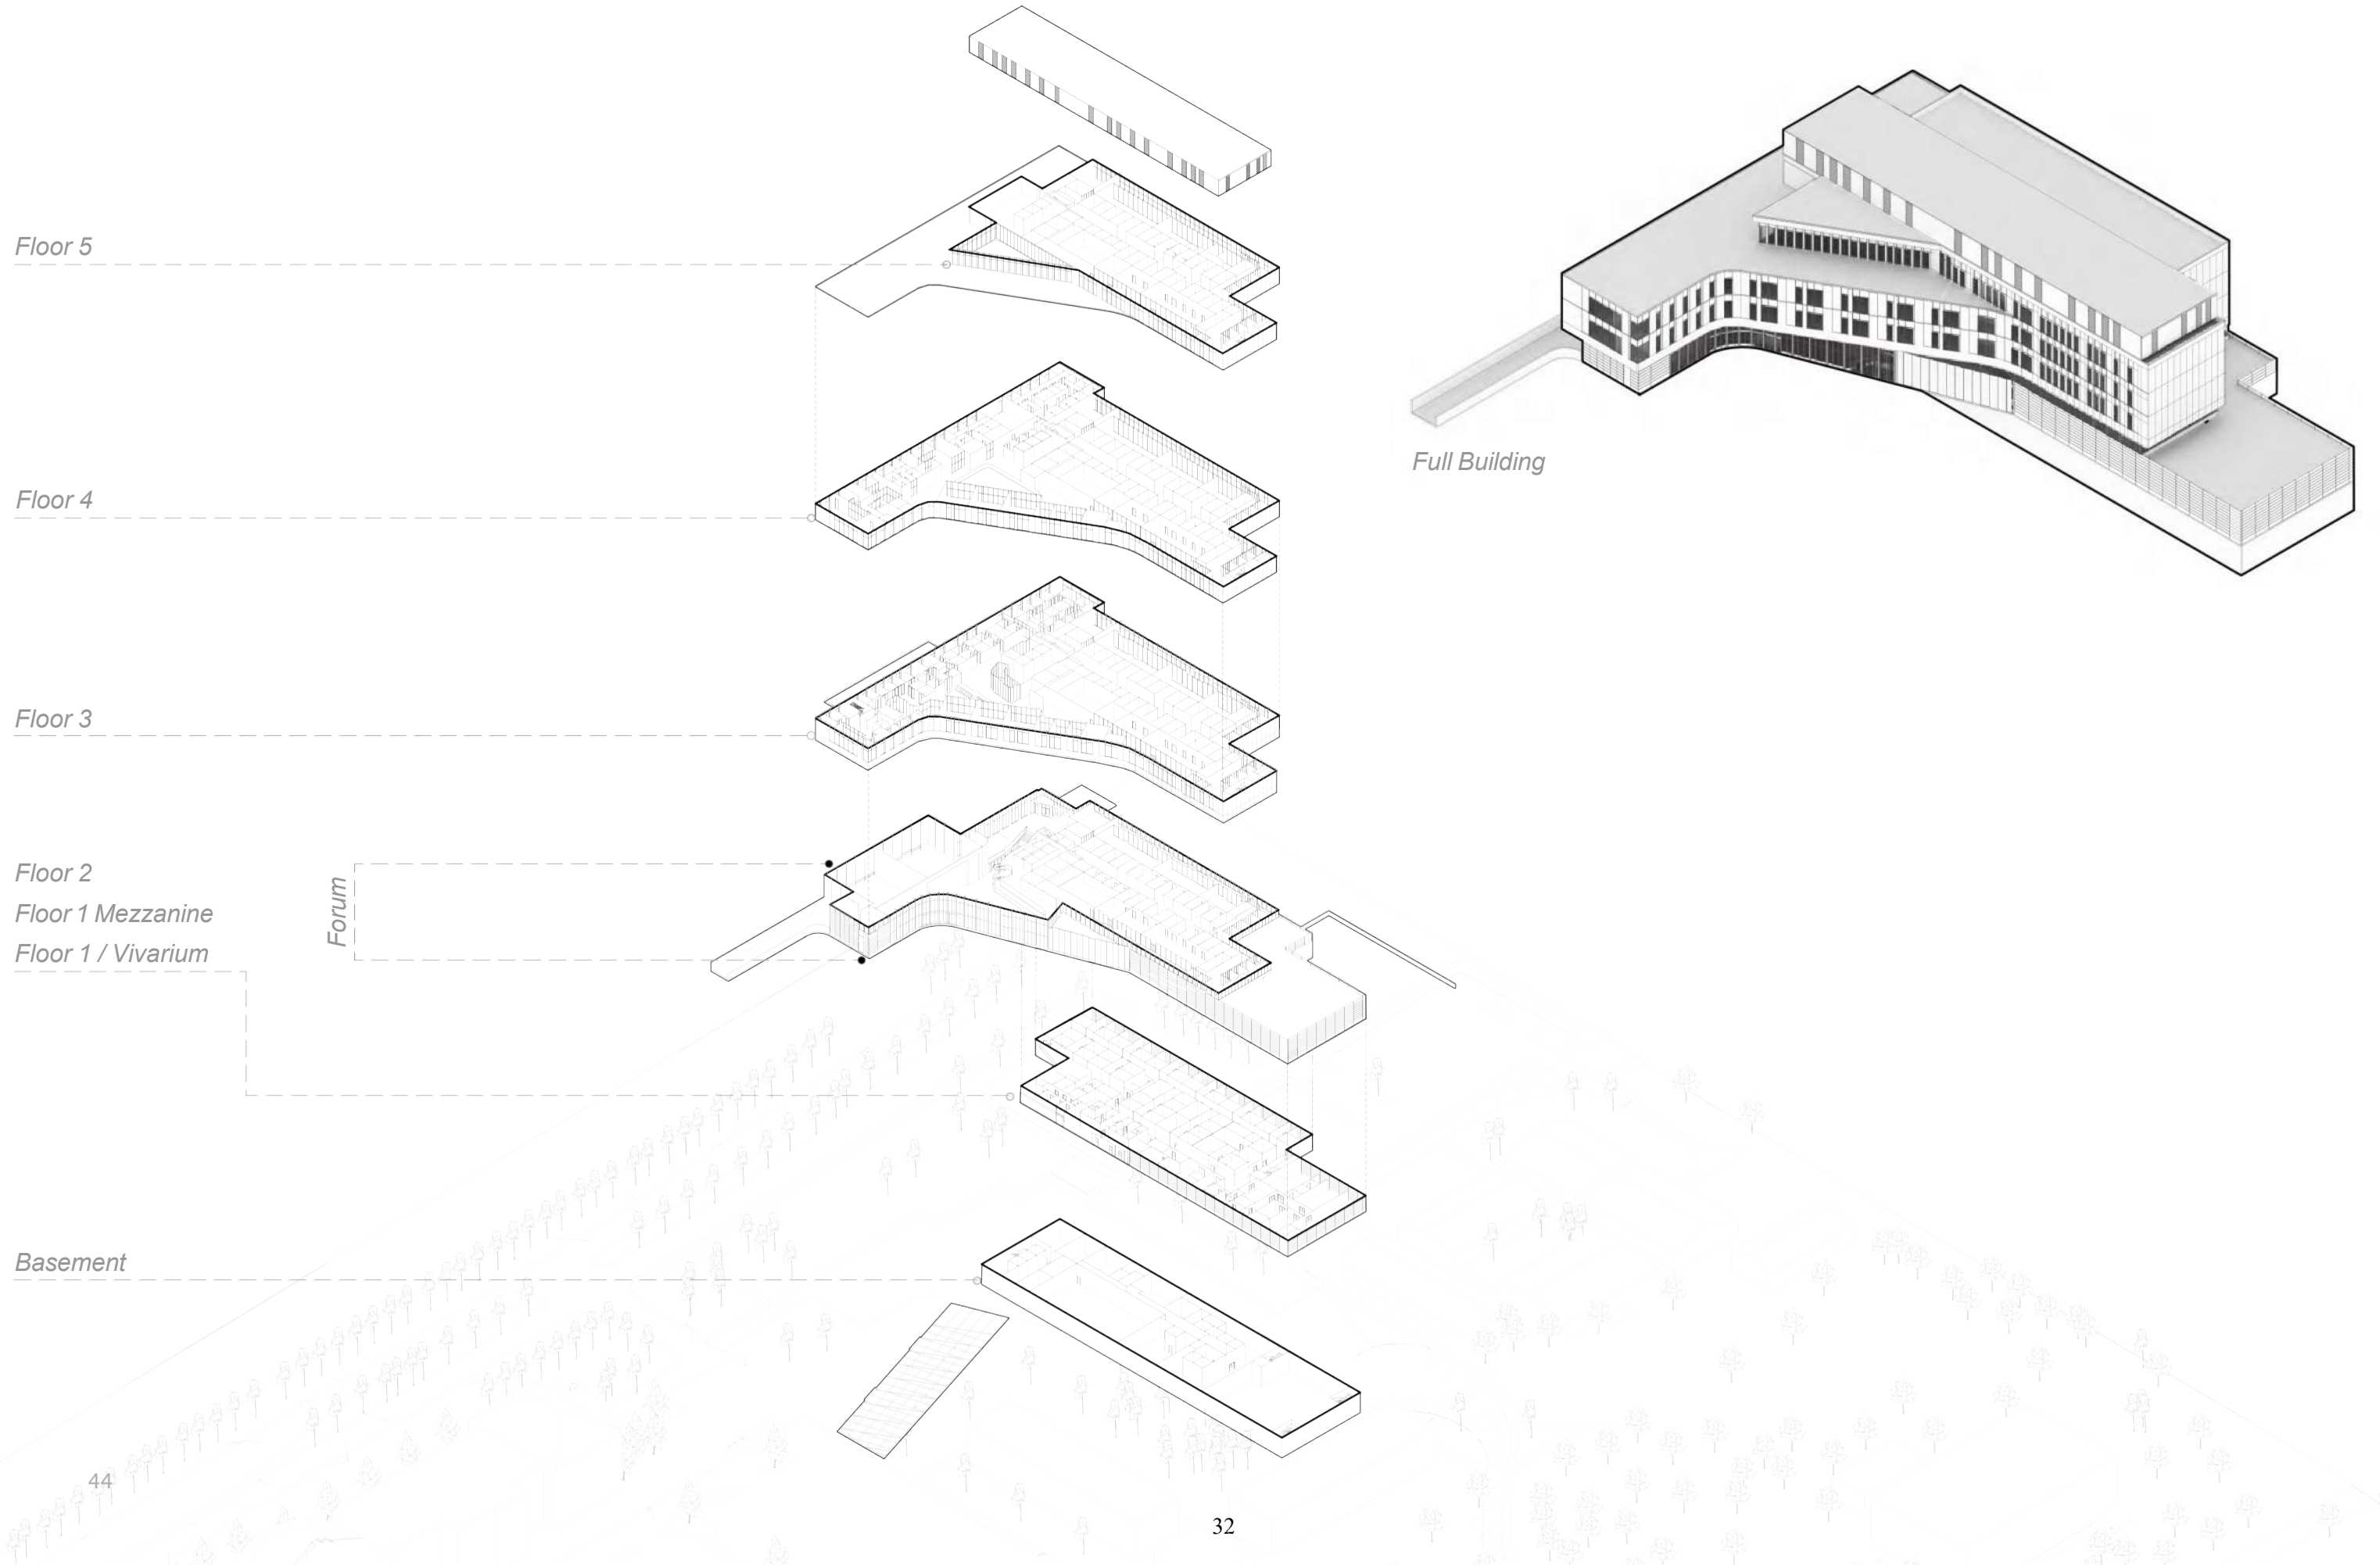 Floor 5
Full Building
Floor 4
Floor 3
Floor 2
Floor 1 Mezzanine
Floor 1 / Vivarium
Forum
Basement
44
32